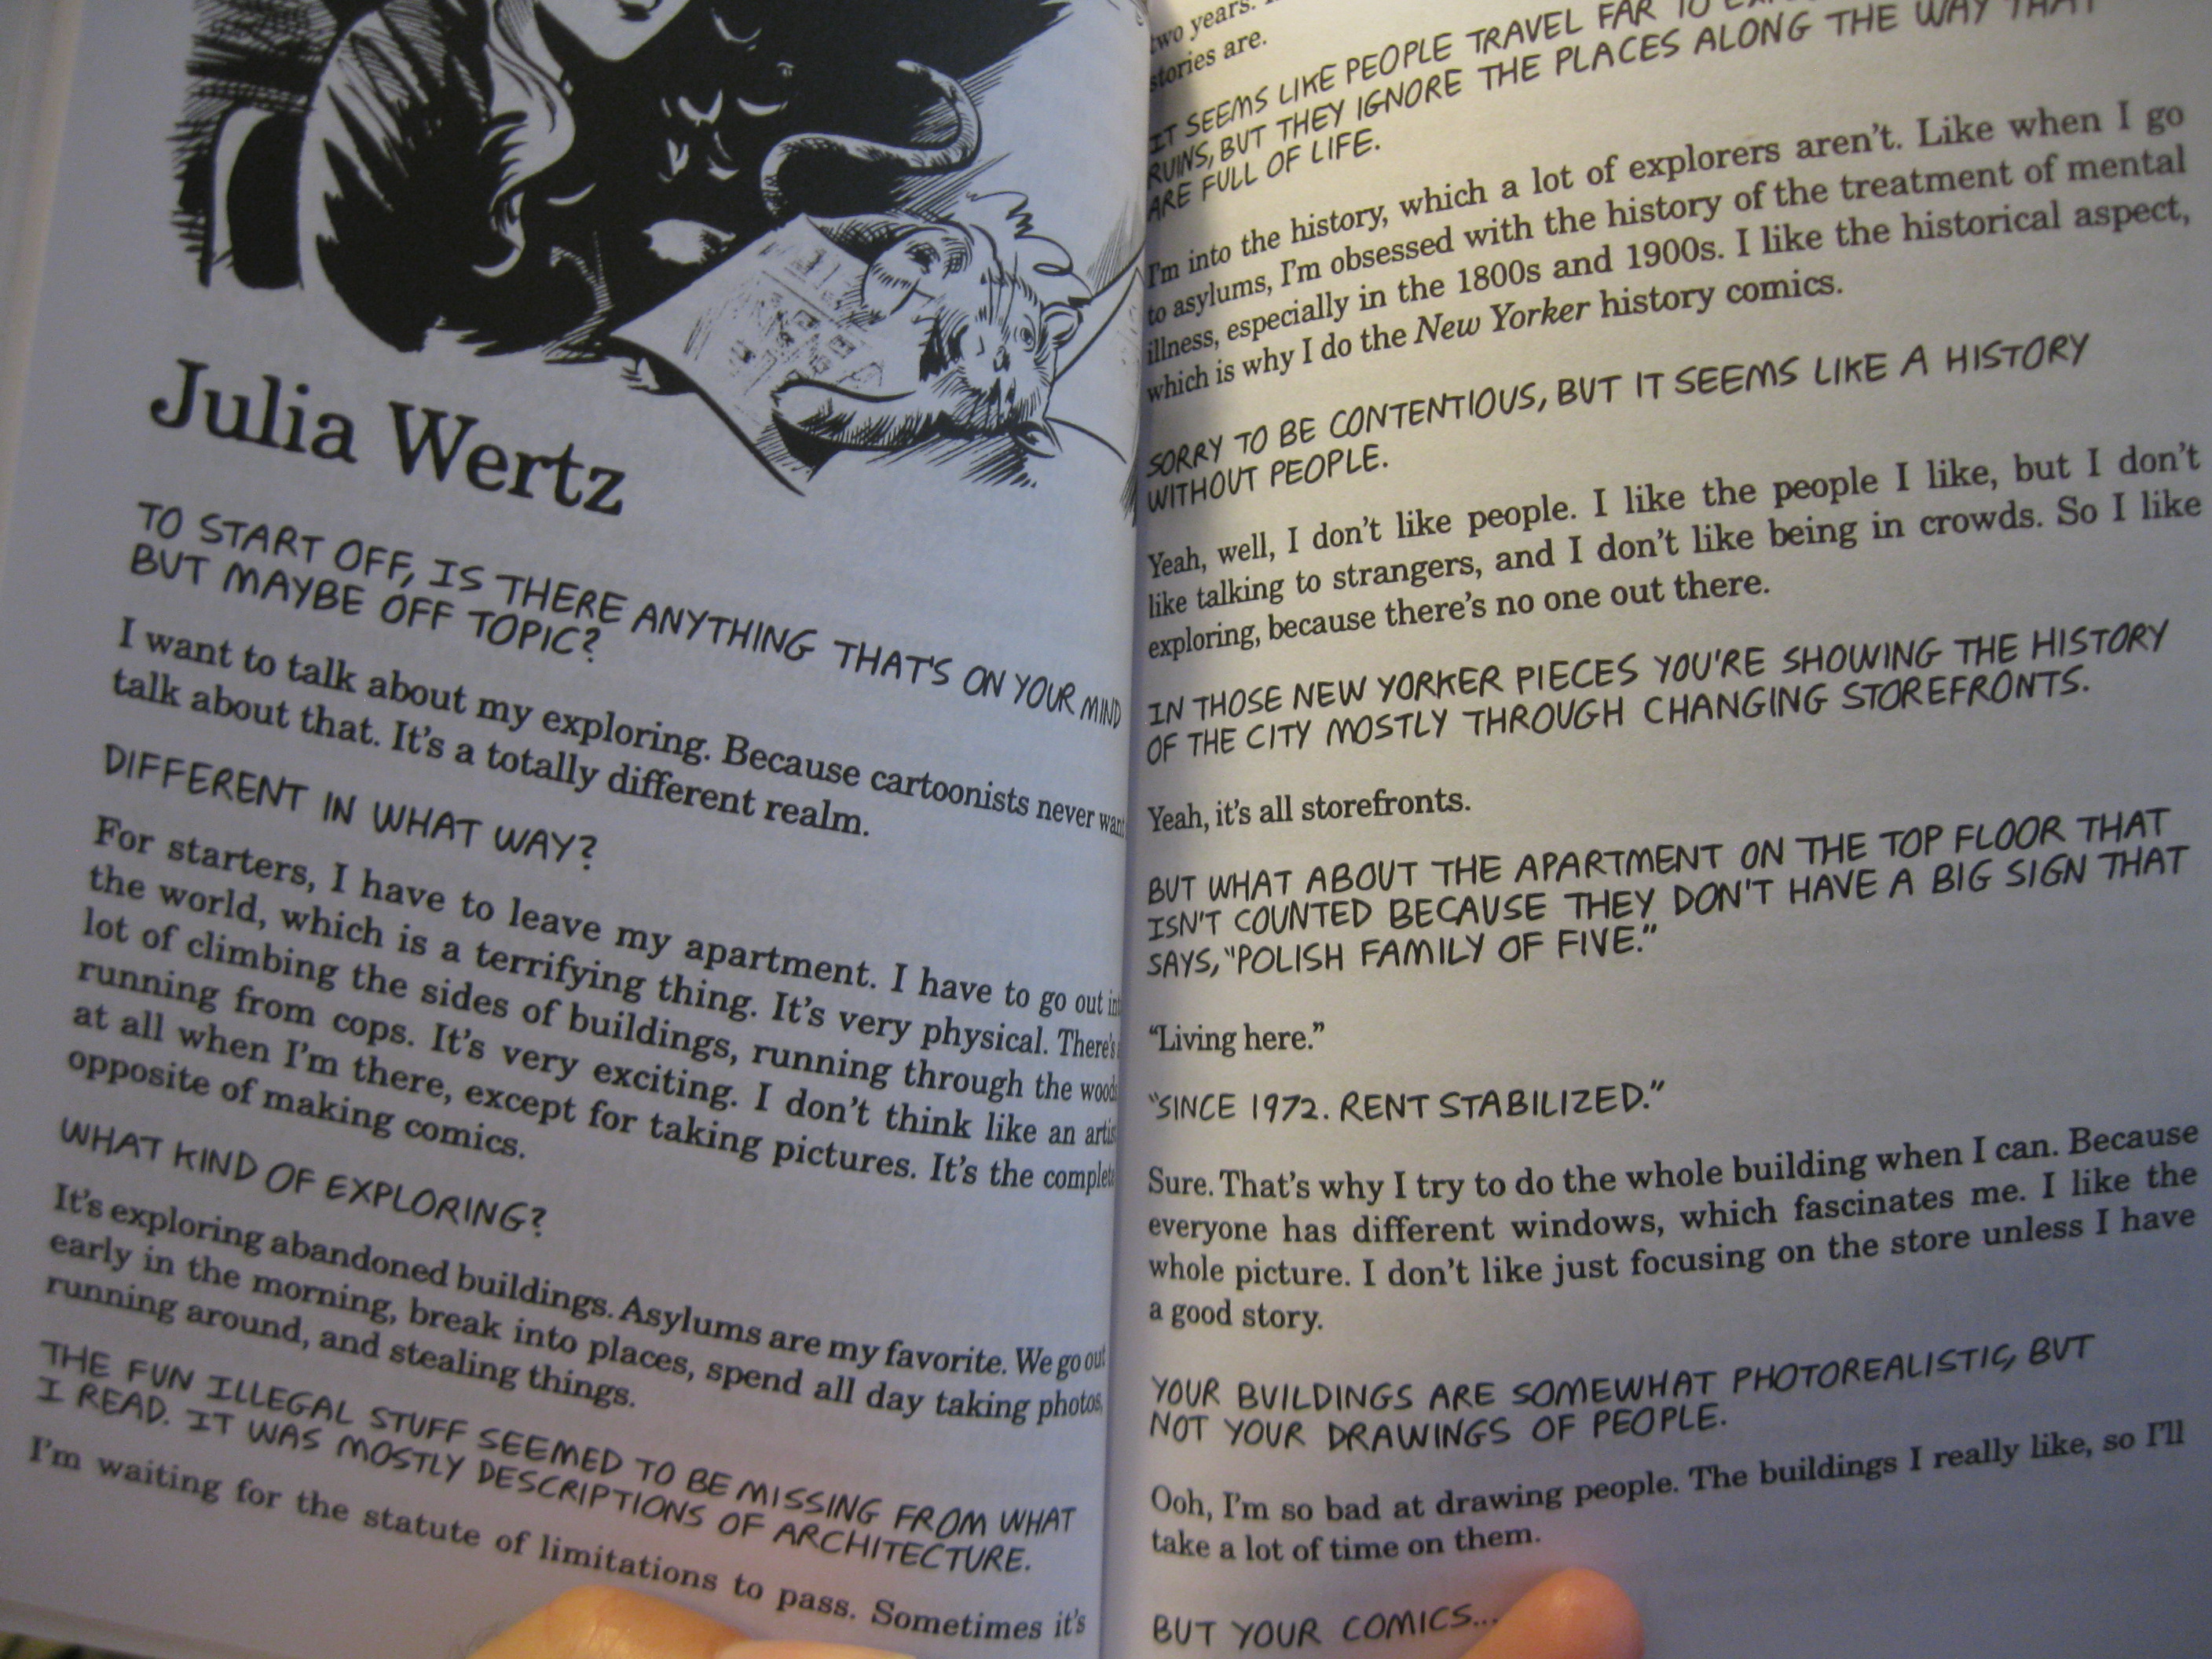 Julia Wertz
TO START OFF, IS THERE ANYTHING THAT'S ON YOUR MIND
BUT MAYBE OFF TOPIC?
I want to talk about my exploring. Because cartoonists never want
talk about that. It's a totally different realm.
DIFFERENT IN WHAT WAY?
For starters, I have to leave my apartment. I have to go out
the world, which is a terrifying thing. It's very physical. There's
lot of climbing the sides of buildings, running through the woods
running from cops. It's very exciting. I don't think like an
at all when I'm there, except for taking pictures. It's the
opposite of making comics.
WHAT KIND OF EXPLORING?
It's exploring abandoned buildings. Asylums are my favorite. We go out
early in the morning, break into places, spend all day taking photos,
running around, and stealing things.
THE FUN ILLEGAL STUFF SEEMED TO BE MISSING FROM WHAT
I READ. IT WAS MOSTLY DESCRIPTIONS OF ARCHITECTURE.
I'm waiting for the statute of limitations to pass. Sometimes it's
two years.
stories are.
IT SEEMS LIKE PEOPLE TRAVEL FAR TO
RUINS, BUT THEY IGNORE THE PLACES ALONG THE WAY THAT
ARE FULL OF LIFE.
I'm into the history, which a lot of explorers aren't. Like when I go
to asylums, I'm obsessed with the history of the treatment of mental
illness, especially in the 1800s and 1900s. I like the historical aspect,
which is why I do the New Yorker history comics.
SORRY TO BE CONTENTIOUS, BUT IT SEEMS LIKE A HISTORY
WITHOUT PEOPLE.
Yeah, well, I don't like people. I like the people I like, but I don't
like talking to strangers, and I don't like being in crowds. So I like
exploring, because there's no one out there.
IN THOSE NEW YORKER PIECES YOU'RE SHOWING THE HISTORY
OF THE CITY MOSTLY THROUGH CHANGING STOREFRONTS.
Yeah, it's all storefronts.
BUT WHAT ABOUT THE APARTMENT ON THE TOP FLOOR THAT
ISN'T COUNTED BECAUSE THEY DON'T HAVE A BIG SIGN THAT
SAYS, "POLISH FAMILY OF FIVE."
"Living here."
"SINCE 1972. RENT STABILIZED."
Sure. That's why I try to do the whole building when I can. Because
everyone has different windows, which fascinates me. I like the
whole picture. I don't like just focusing on the store unless I have
a good story.
YOUR BUILDINGS ARE SOMEWHAT PHOTOREALISTIC, BUT
NOT YOUR DRAWINGS OF PEOPLE.
Ooh, I'm so bad at drawing people. The buildings I really like, so I'll
take a lot of time on them.
BUT YOUR COMICS...